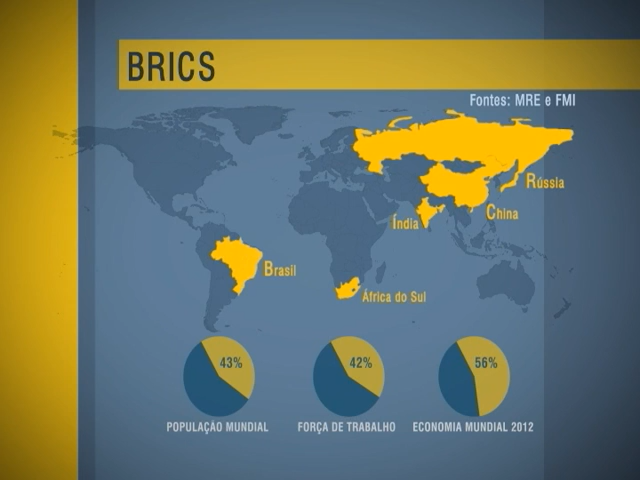 BRICS
Fontes: MRE e FMI
Rússia
China
Índia
Brasil
África do Sul
43%
42%
56%
POPULAÇÃO MUNDIAL
FORÇA DE TRABALHO
ECONOMIA MUNDIAL 2012